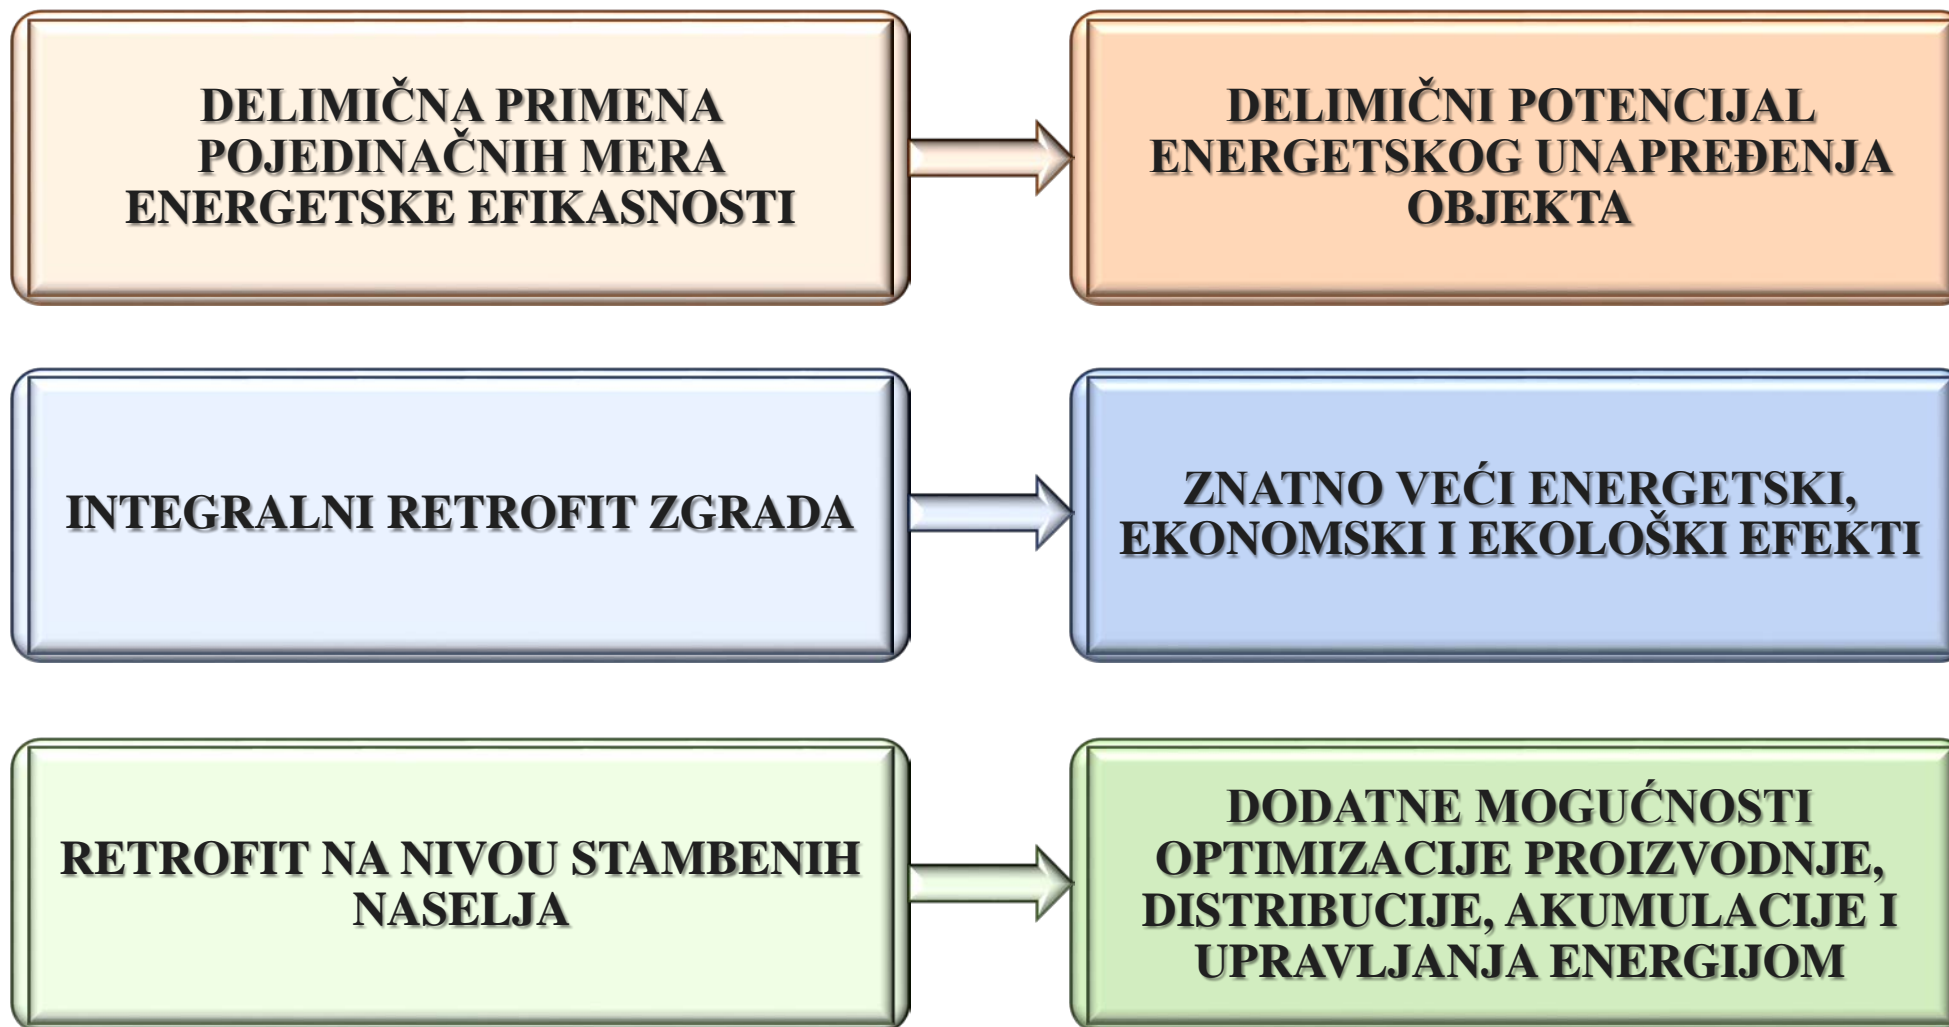 DELIMIČNA PRIMENA
POJEDINAČNIH MERA
ENERGETSKE EFIKASNOSTI
DELIMIČNI POTENCIJAL
ENERGETSKOG UNAPREĐENJA
OBJEKTA
INTEGRALNI RETROFIT ZGRADA
ZNATNO VEĆI ENERGETSKI,
EKONOMSKI I EKOLOŠKI EFEKTI
RETROFIT NA NIVOU STAMBENIH
NASELJA
DODATNE MOGUĆNOSTI
OPTIMIZACIJE PROIZVODNJE,
DISTRIBUCIJE, AKUMULACIJE I
UPRAVLJANJA ENERGIJOM